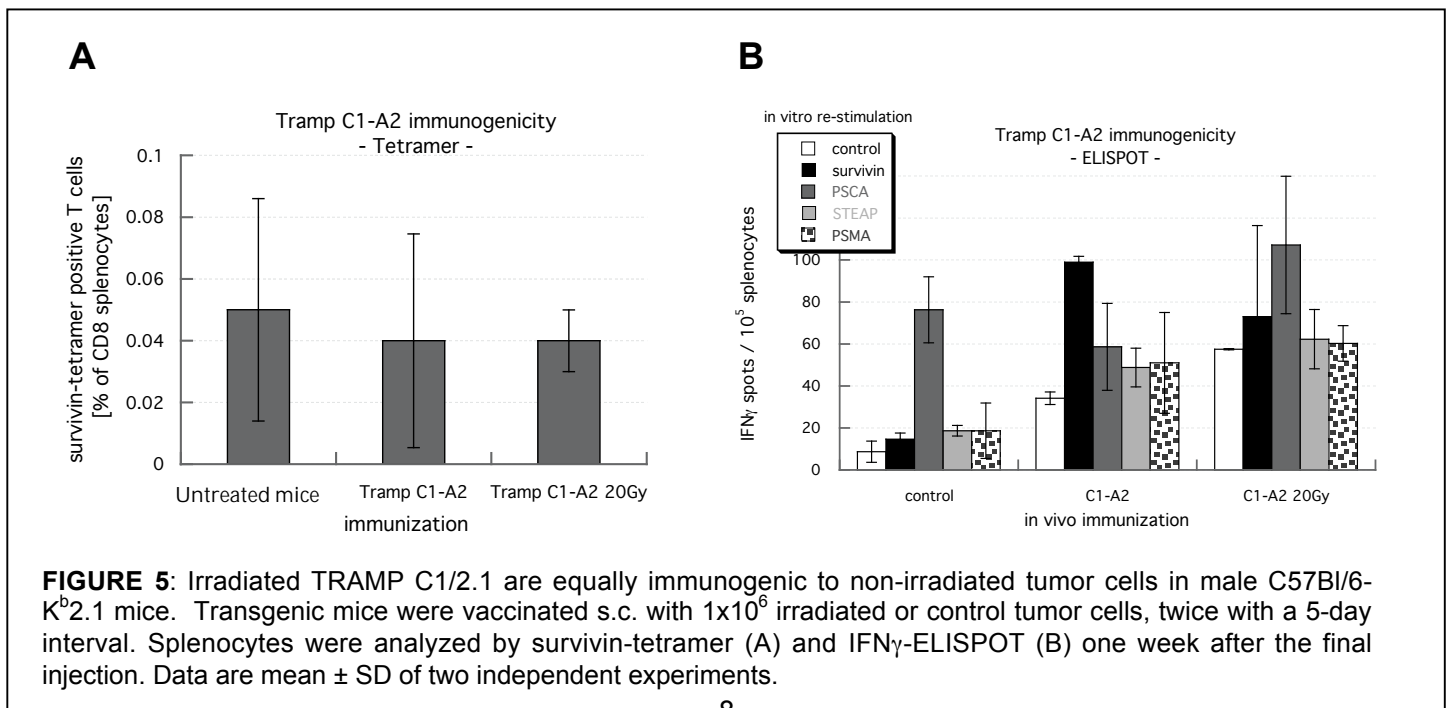 A
Tramp C1-A2 immunogenicity
- Tetramer -
survivin-tetramer positive T cells
[% of CD8 splenocytes]
0.1
0.08
0.06
0.04
0.02
0
Untreated mice
Tramp C1-A2
Tramp C1-A2 20Gy
immunization
B
in vitro re-stimulation
control
survivin
PSCA
STEAP
PSMA
Tramp C1-A2 immunogenicity
- ELISPOT -
IFNγ spots / 10⁵ splenocytes
100
80
60
40
20
0
control
C1-A2
C1-A2 20Gy
in vivo immunization
FIGURE 5: Irradiated TRAMP C1/2.1 are equally immunogenic to non-irradiated tumor cells in male C57Bl/6-
Kᵇ2.1 mice. Transgenic mice were vaccinated s.c. with 1x10⁶ irradiated or control tumor cells, twice with a 5-day
interval. Splenocytes were analyzed by survivin-tetramer (A) and IFNγ-ELISPOT (B) one week after the final
injection. Data are mean ± SD of two independent experiments.